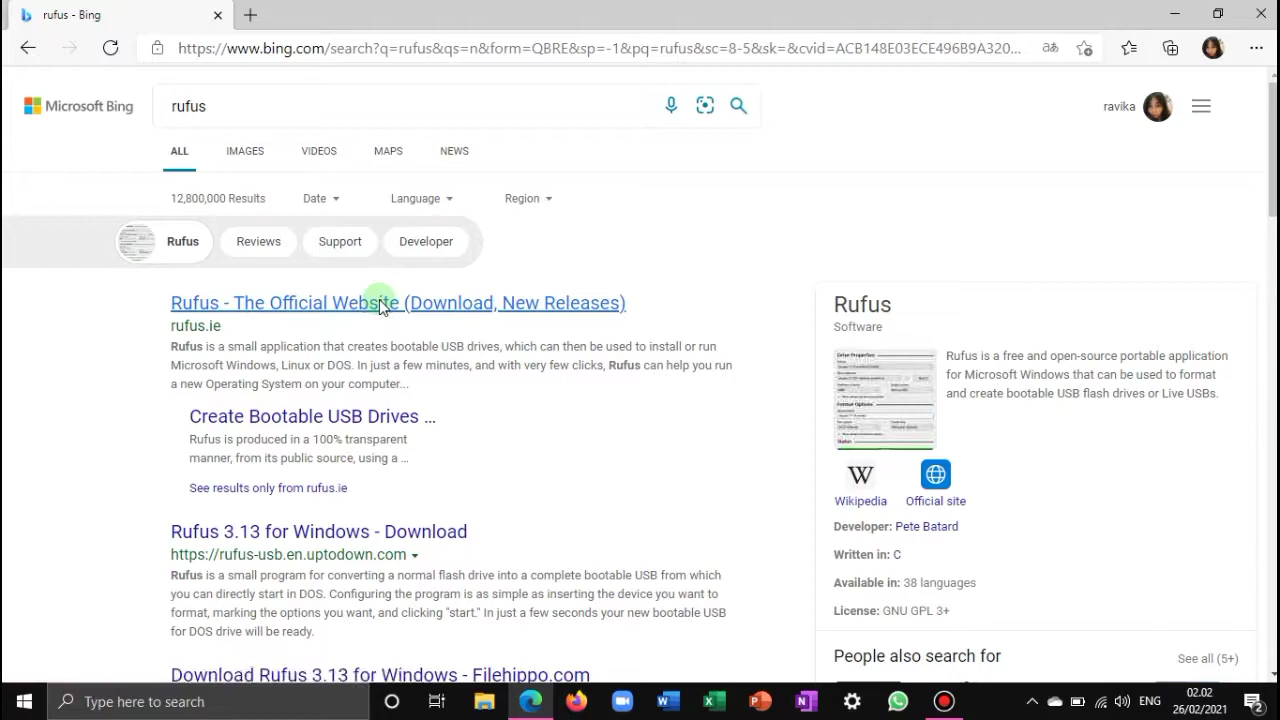 rufus - Bing
https://www.bing.com/search?q=rufus&qs=n&form=QBRE&sp=-1&pq=rufus&sc=8-5&sk=&cvid=ACB148E03ECE496B9A320...
Microsoft Bing
rufus
ravika
ALL IMAGES VIDEOS MAPS NEWS
12,800,000 Results Date Language Region
Rufus Reviews Support Developer
Rufus - The Official Website (Download, New Releases)
rufus.ie
Rufus is a small application that creates bootable USB drives, which can then be used to install or run
Microsoft Windows, Linux or DOS. In just a few minutes, and with very few clicks, Rufus can help you run
a new Operating System on your computer...
Create Bootable USB Drives ...
Rufus is produced in a 100% transparent
manner, from its public source, using a ...
See results only from rufus.ie
Rufus 3.13 for Windows - Download
https://rufus-usb.en.uptodown.com
Rufus is a small program for converting a normal flash drive into a complete bootable USB from which
you can directly start in DOS. Configuring the program is as simple as inserting the device you want to
format, marking the options you want, and clicking "start." In just a few seconds your new bootable USB
for DOS drive will be ready.
Download Rufus 3.13 for Windows - Filehippo.com
Rufus
Software
Rufus is a free and open-source portable application
for Microsoft Windows that can be used to format
and create bootable USB flash drives or Live USBs.
W
Wikipedia Official site
Developer: Pete Batard
Written in: C
Available in: 38 languages
License: GNU GPL 3+
People also search for See all (5+)
Type here to search
ENG
02.02
26/02/2021
2